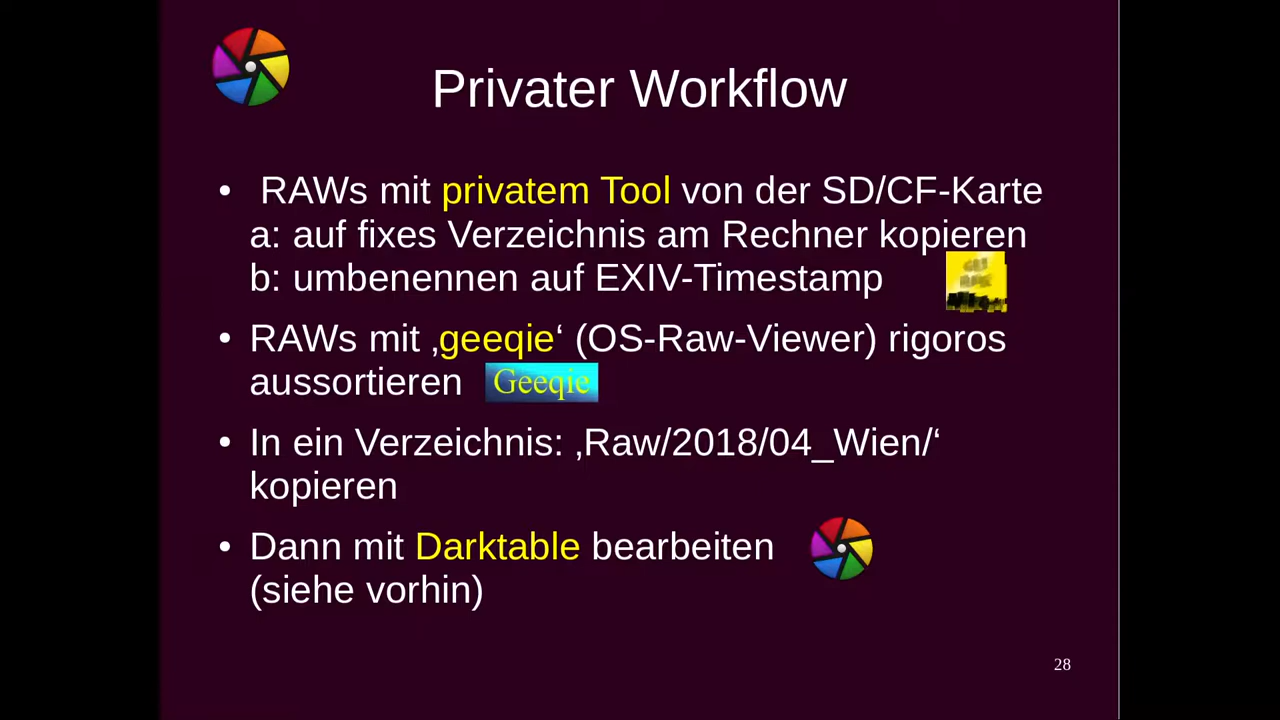 Privater Workflow
• RAWs mit privatem Tool von der SD/CF-Karte
a: auf fixes Verzeichnis am Rechner kopieren
b: umbenennen auf EXIV-Timestamp
• RAWs mit ‚geeqie‘ (OS-Raw-Viewer) rigoros
aussortieren Geeqie
• In ein Verzeichnis: ‚Raw/2018/04_Wien/‘
kopieren
• Dann mit Darktable bearbeiten
(siehe vorhin)
28